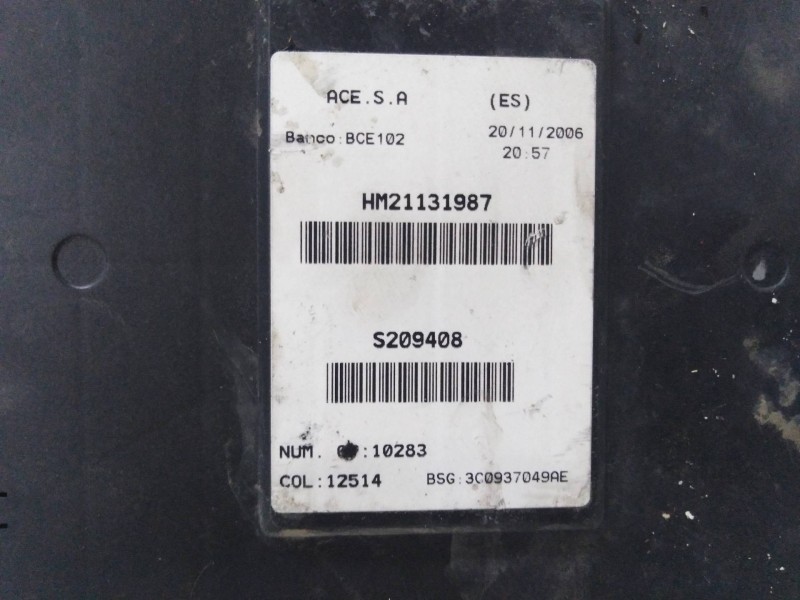 ACE.S.A (ES)
Banco:BCE102 20/11/2006
20:57
HM21131987
S209408
NUM. :10283
COL:12514 BSG:3C0937049AE